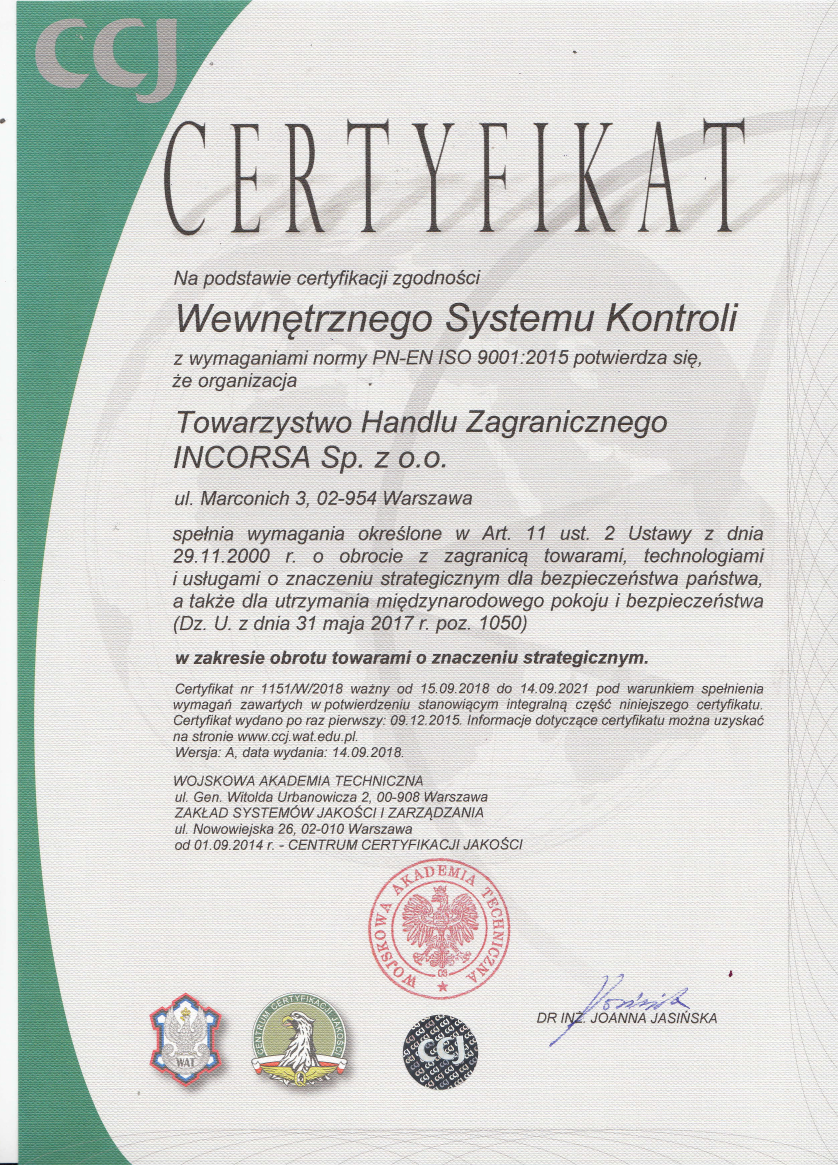 CCJ
CERTYFIKAT
Na podstawie certyfikacji zgodności
Wewnętrznego Systemu Kontroli
z wymaganiami normy PN-EN ISO 9001:2015 potwierdza się,
że organizacja
Towarzystwo Handlu Zagranicznego
INCORSA Sp. z o.o.
ul. Marconich 3, 02-954 Warszawa
spełnia wymagania określone w Art. 11 ust. 2 Ustawy z dnia
29.11.2000 r. o obrocie z zagranicą towarami, technologiami
i usługami o znaczeniu strategicznym dla bezpieczeństwa państwa,
a także dla utrzymania międzynarodowego pokoju i bezpieczeństwa
(Dz. U. z dnia 31 maja 2017 r. poz. 1050)
w zakresie obrotu towarami o znaczeniu strategicznym.
Certyfikat nr 1151/W/2018 ważny od 15.09.2018 do 14.09.2021 pod warunkiem spełnienia
wymagań zawartych w potwierdzeniu stanowiącym integralną część niniejszego certyfikatu.
Certyfikat wydano po raz pierwszy: 09.12.2015. Informacje dotyczące certyfikatu można uzyskać
na stronie www.ccj.wat.edu.pl.
Wersja: A, data wydania: 14.09.2018.
WOJSKOWA AKADEMIA TECHNICZNA
ul. Gen. Witolda Urbanowicza 2, 00-908 Warszawa
ZAKŁAD SYSTEMÓW JAKOŚCI I ZARZĄDZANIA
ul. Nowowiejska 26, 02-010 Warszawa
od 01.09.2014 r. - CENTRUM CERTYFIKACJI JAKOŚCI
WOJSKOWA AKADEMIA TECHNICZNA
DR INŻ. JOANNA JASIŃSKA
WAT
CENTRUM CERTYFIKACJI JAKOŚCI
CCJ